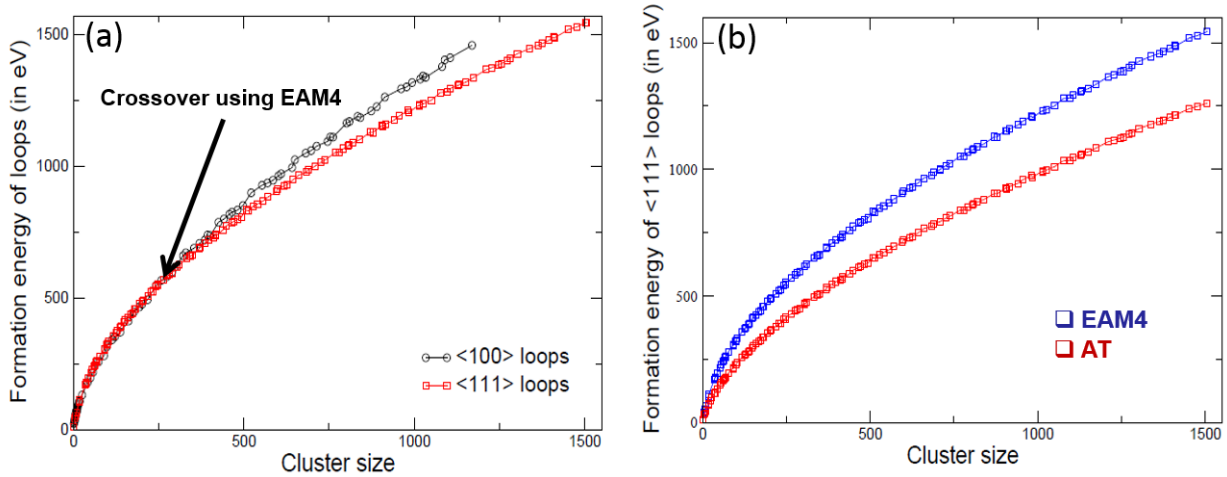 (a)
Formation energy of loops (in eV)
1500
1000
500
0
Crossover using EAM4
<100> loops
<111> loops
0
500
1000
1500
Cluster size
(b)
Formation energy of <111> loops (in eV)
1500
1000
500
0
EAM4
AT
0
500
1000
1500
Cluster size